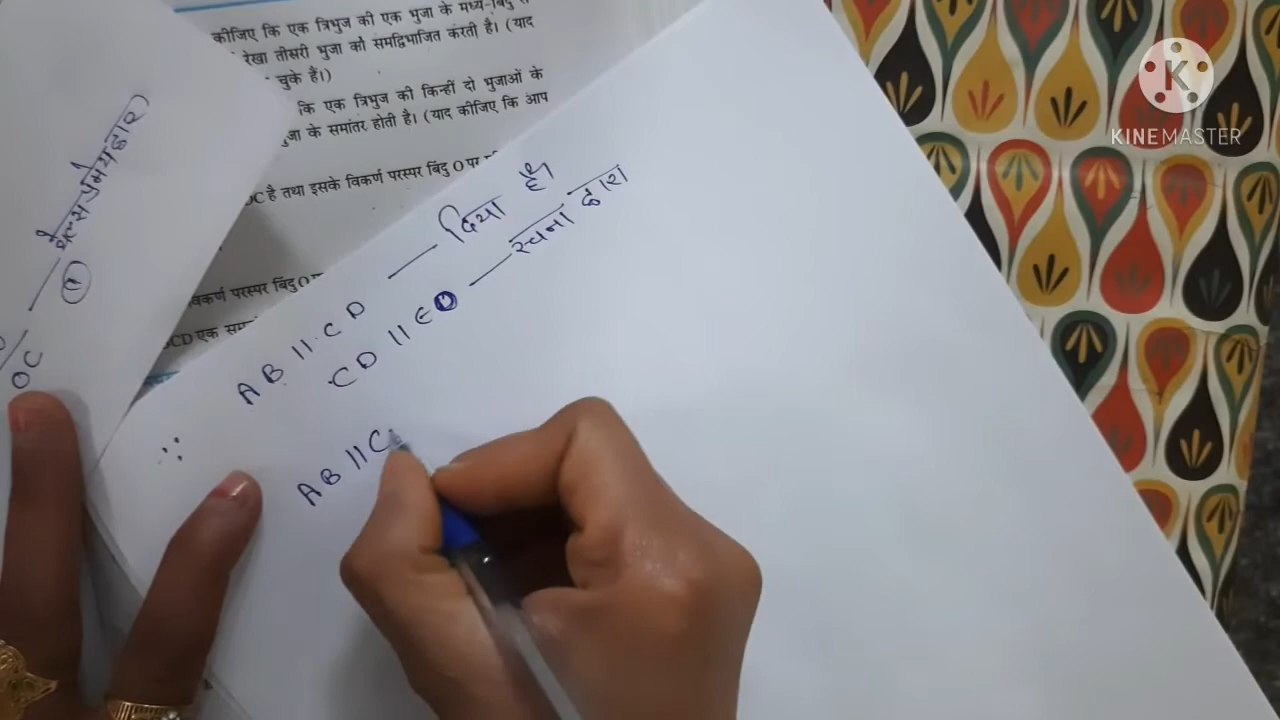 कीजिए कि एक त्रिभुज की एक भुजा के मध्य-बिंदु
रेखा तीसरी भुजा को समद्विभाजित करती है। (याद
चुके हैं।)
कि एक त्रिभुज की किन्हीं दो भुजाओं के
के समांतर होती है। (याद कीजिए कि आप
है तथा इसके विकर्ण परस्पर बिंदु O पर
विकर्ण परस्पर बिंदु O
एक
थेल्स प्रमेय द्वारा
OC
∵ AB || CD — दिया है।
CD || EO — रचना द्वारा
AB || C
KINEMASTER